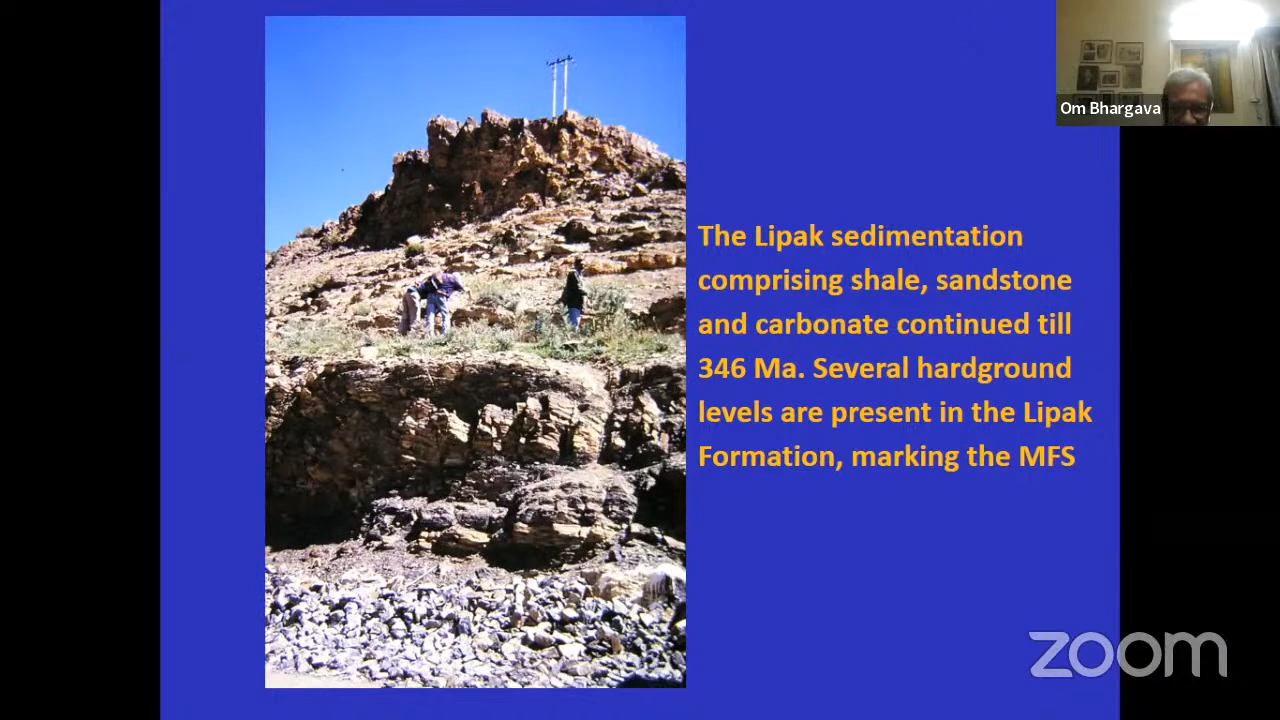 Om Bhargava
The Lipak sedimentation
comprising shale, sandstone
and carbonate continued till
346 Ma. Several hardground
levels are present in the Lipak
Formation, marking the MFS
zoom